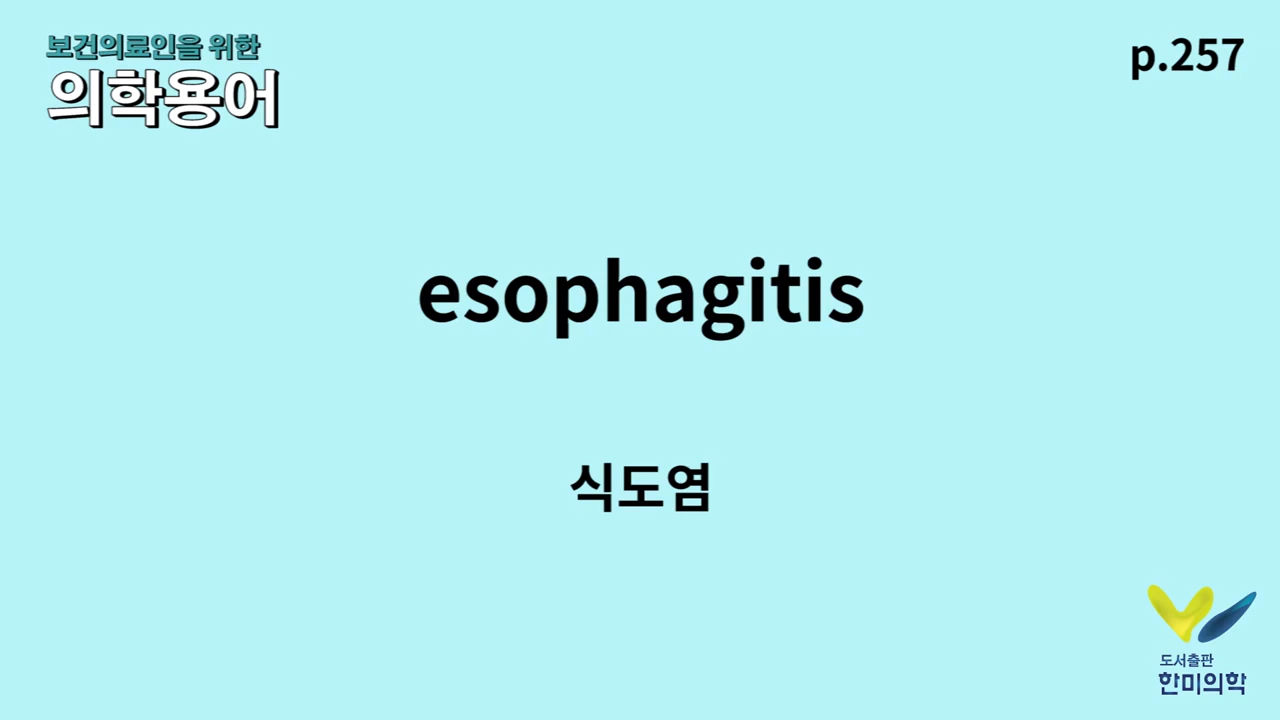 보건의료인을 위한
의학용어
p.257
esophagitis
식도염
도서출판
한미의학